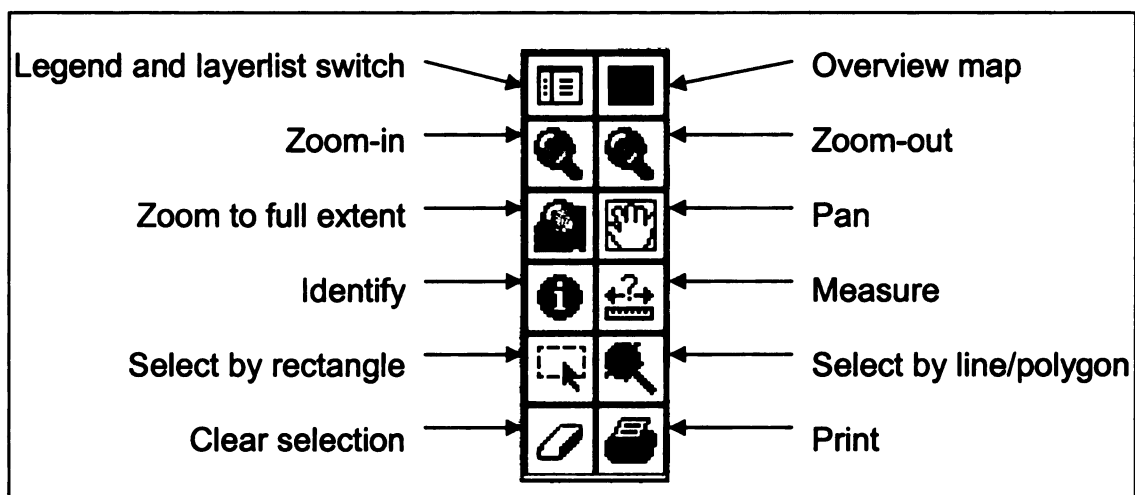 Legend and layerlist switch
Overview map
Zoom-in
Zoom-out
Zoom to full extent
Pan
Identify
Measure
Select by rectangle
Select by line/polygon
Clear selection
Print